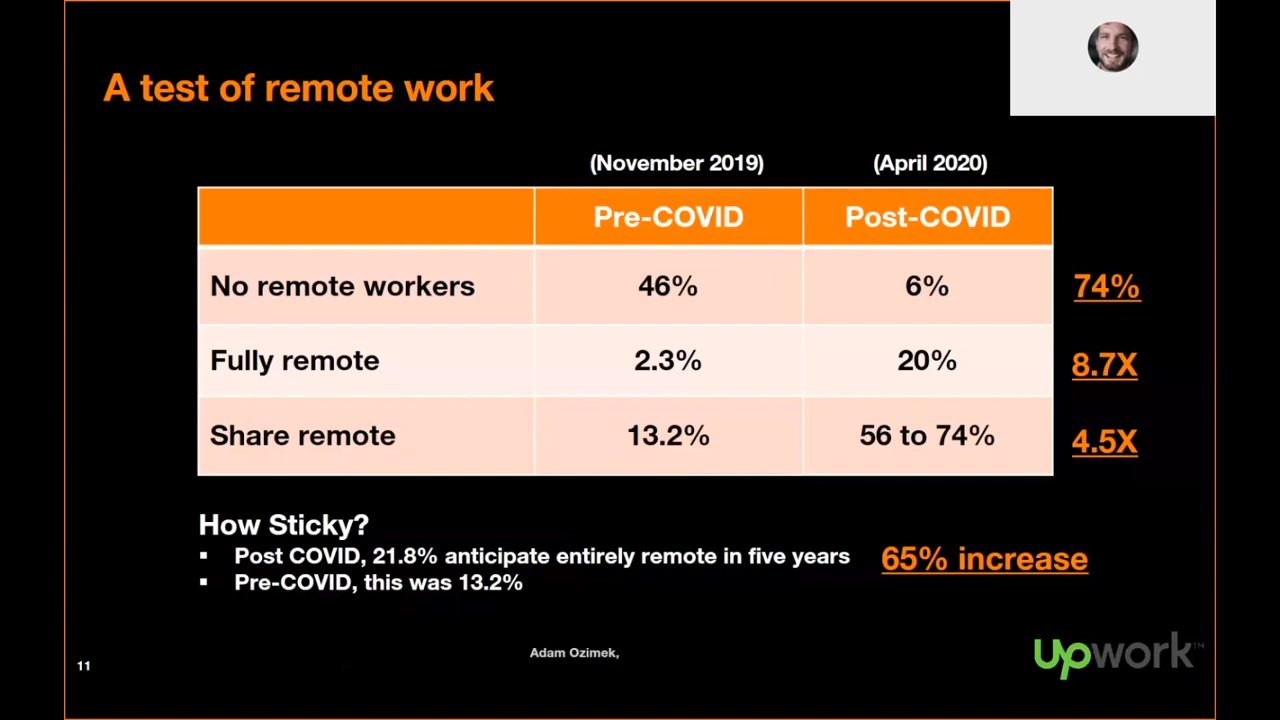 A test of remote work
(November 2019) (April 2020)
Pre-COVID Post-COVID
No remote workers 46% 6% 74%
Fully remote 2.3% 20% 8.7X
Share remote 13.2% 56 to 74% 4.5X
How Sticky?
▪ Post COVID, 21.8% anticipate entirely remote in five years 65% increase
▪ Pre-COVID, this was 13.2%
Adam Ozimek,
11
upwork™